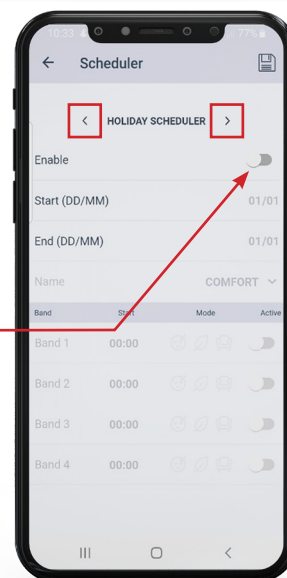 10:33
77%
Scheduler
HOLIDAY SCHEDULER
Enable
Start (DD/MM) 01/01
End (DD/MM) 01/01
Name COMFORT
Band Start Mode Active
Band 1 00:00
Band 2 00:00
Band 3 00:00
Band 4 00:00